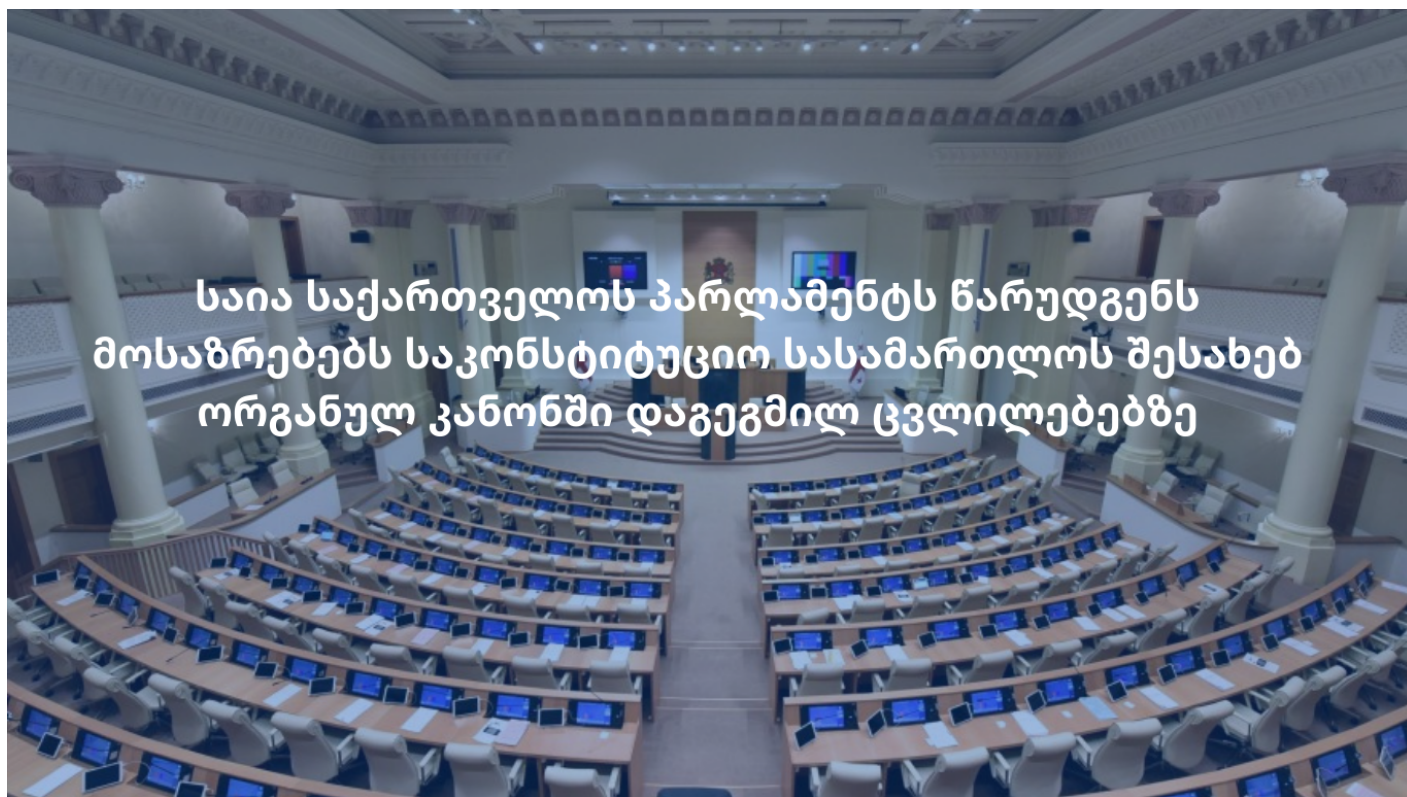 საია საქართველოს პარლამენტს წარუდგენს
მოსაზრებებს საკონსტიტუციო სასამართლოს შესახებ
ორგანულ კანონში დაგეგმილ ცვლილებებზე